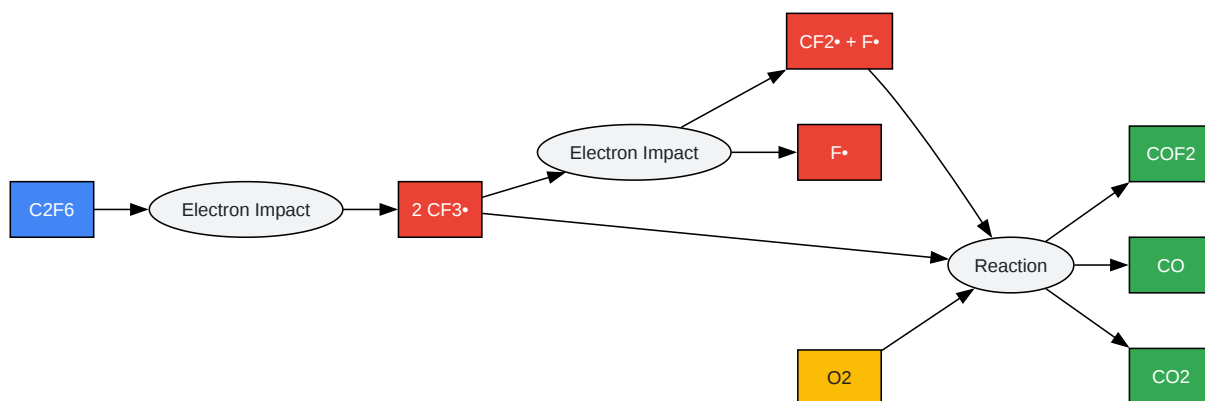 CF2• + F•
Electron Impact
F•
COF2
C2F6
Electron Impact
2 CF3•
Reaction
CO
O2
CO2